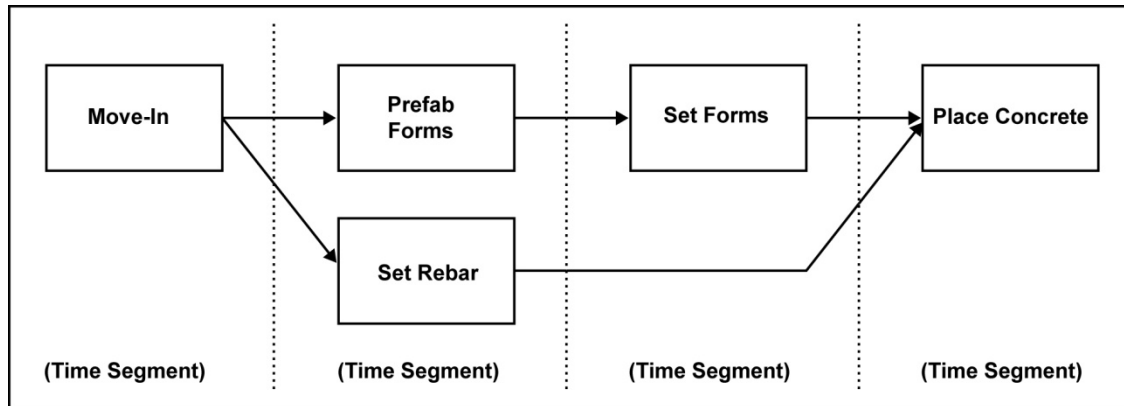 Move-In
Prefab
Forms
Set Forms
Place Concrete
Set Rebar
(Time Segment)
(Time Segment)
(Time Segment)
(Time Segment)